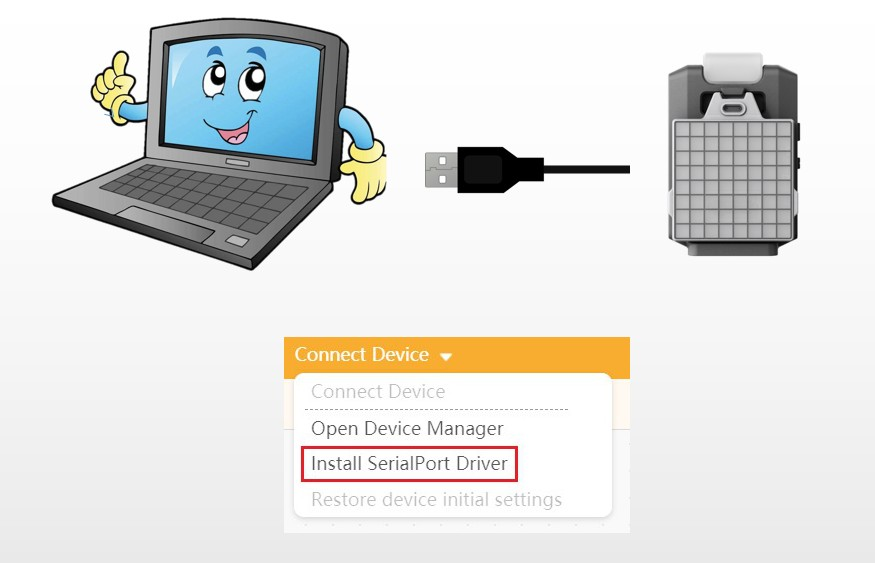 Connect Device
Connect Device
Open Device Manager
Install SerialPort Driver
Restore device initial settings